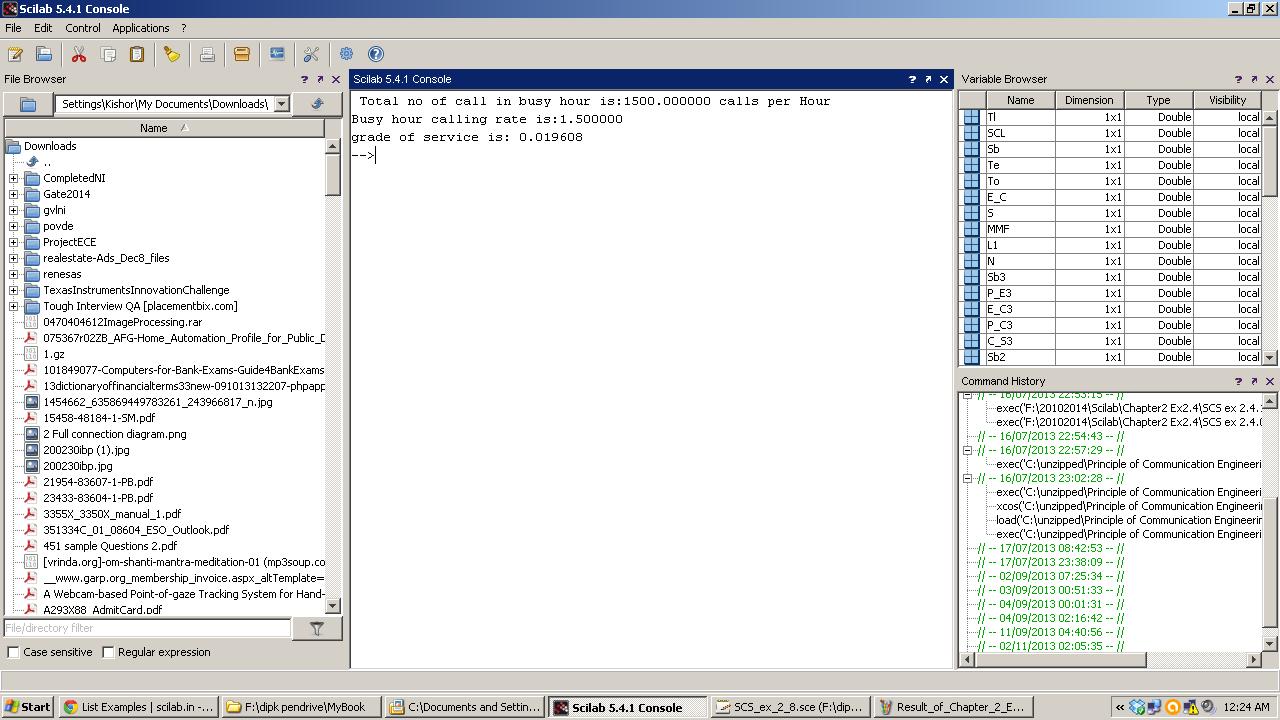 Scilab 5.4.1 Console
File Edit Control Applications ?
File Browser
Settings\Kishor\My Documents\Downloads\
Name
Downloads
..
CompletedNI
Gate2014
gvlni
povde
ProjectECE
realestate-Ads_Dec8_files
renesas
TexasInstrumentsInnovationChallenge
Tough Interview QA [placementbix.com]
0470404612ImageProcessing.rar
075367r02ZB_AFG-Home_Automation_Profile_for_Public_D
1.gz
101849077-Computers-for-Bank-Exams-Guide4BankExams
13dictionaryoffinancialterms33new-091013132207-phpapp
1454662_635869449783261_243966817_n.jpg
15458-48184-1-SM.pdf
2 Full connection diagram.png
200230ibp (1).jpg
200230ibp.jpg
21954-83607-1-PB.pdf
23433-83604-1-PB.pdf
3355X_3350X_manual_1.pdf
351334C_01_08604_ESO_Outlook.pdf
451 sample Questions 2.pdf
[vrinda.org]-om-shanti-mantra-meditation-01 (mp3soup.co
__www.garp.org_membership_invoice.aspx_altTemplate=
A Webcam-based Point-of-gaze Tracking System for Hand-
A293X88_AdmitCard.pdf
File/directory filter
Case sensitive Regular expression
Scilab 5.4.1 Console
Total no of call in busy hour is:1500.000000 calls per Hour
Busy hour calling rate is:1.500000
grade of service is: 0.019608
-->
Variable Browser
Name Dimension Type Visibility
Tl 1x1 Double local
SCL 1x1 Double local
Sb 1x1 Double local
Te 1x1 Double local
To 1x1 Double local
E_C 1x1 Double local
S 1x1 Double local
MMF 1x1 Double local
L1 1x1 Double local
N 1x1 Double local
Sb3 1x1 Double local
P_E3 1x1 Double local
E_C3 1x1 Double local
P_C3 1x1 Double local
C_S3 1x1 Double local
Sb2 1x1 Double local
Command History
// -- 16/07/2013 22:53:15 -- //
exec('F:\20102014\Scilab\Chapter2 Ex2.4\SCS ex 2.4.
exec('F:\20102014\Scilab\Chapter2 Ex2.4\SCS ex 2.4.
// -- 16/07/2013 22:54:43 -- //
// -- 16/07/2013 22:57:29 -- //
exec('C:\unzipped\Principle of Communication Engineeri
// -- 16/07/2013 23:02:28 -- //
exec('C:\unzipped\Principle of Communication Engineeri
xcos('C:\unzipped\Principle of Communication Engineeri
load('C:\unzipped\Principle of Communication Engineeri
exec('C:\unzipped\Principle of Communication Engineeri
// -- 17/07/2013 08:42:53 -- //
// -- 17/07/2013 23:38:09 -- //
// -- 02/09/2013 07:25:34 -- //
// -- 03/09/2013 00:51:33 -- //
// -- 04/09/2013 00:01:31 -- //
// -- 04/09/2013 02:16:42 -- //
// -- 11/09/2013 04:40:56 -- //
// -- 02/11/2013 02:05:35 -- //
Start List Examples | scilab.in -... F:\dipk pendrive\MyBook C:\Documents and Settin... Scilab 5.4.1 Console SCS_ex_2_8.sce (F:\dip... Result_of_Chapter_2_E... 12:24 AM